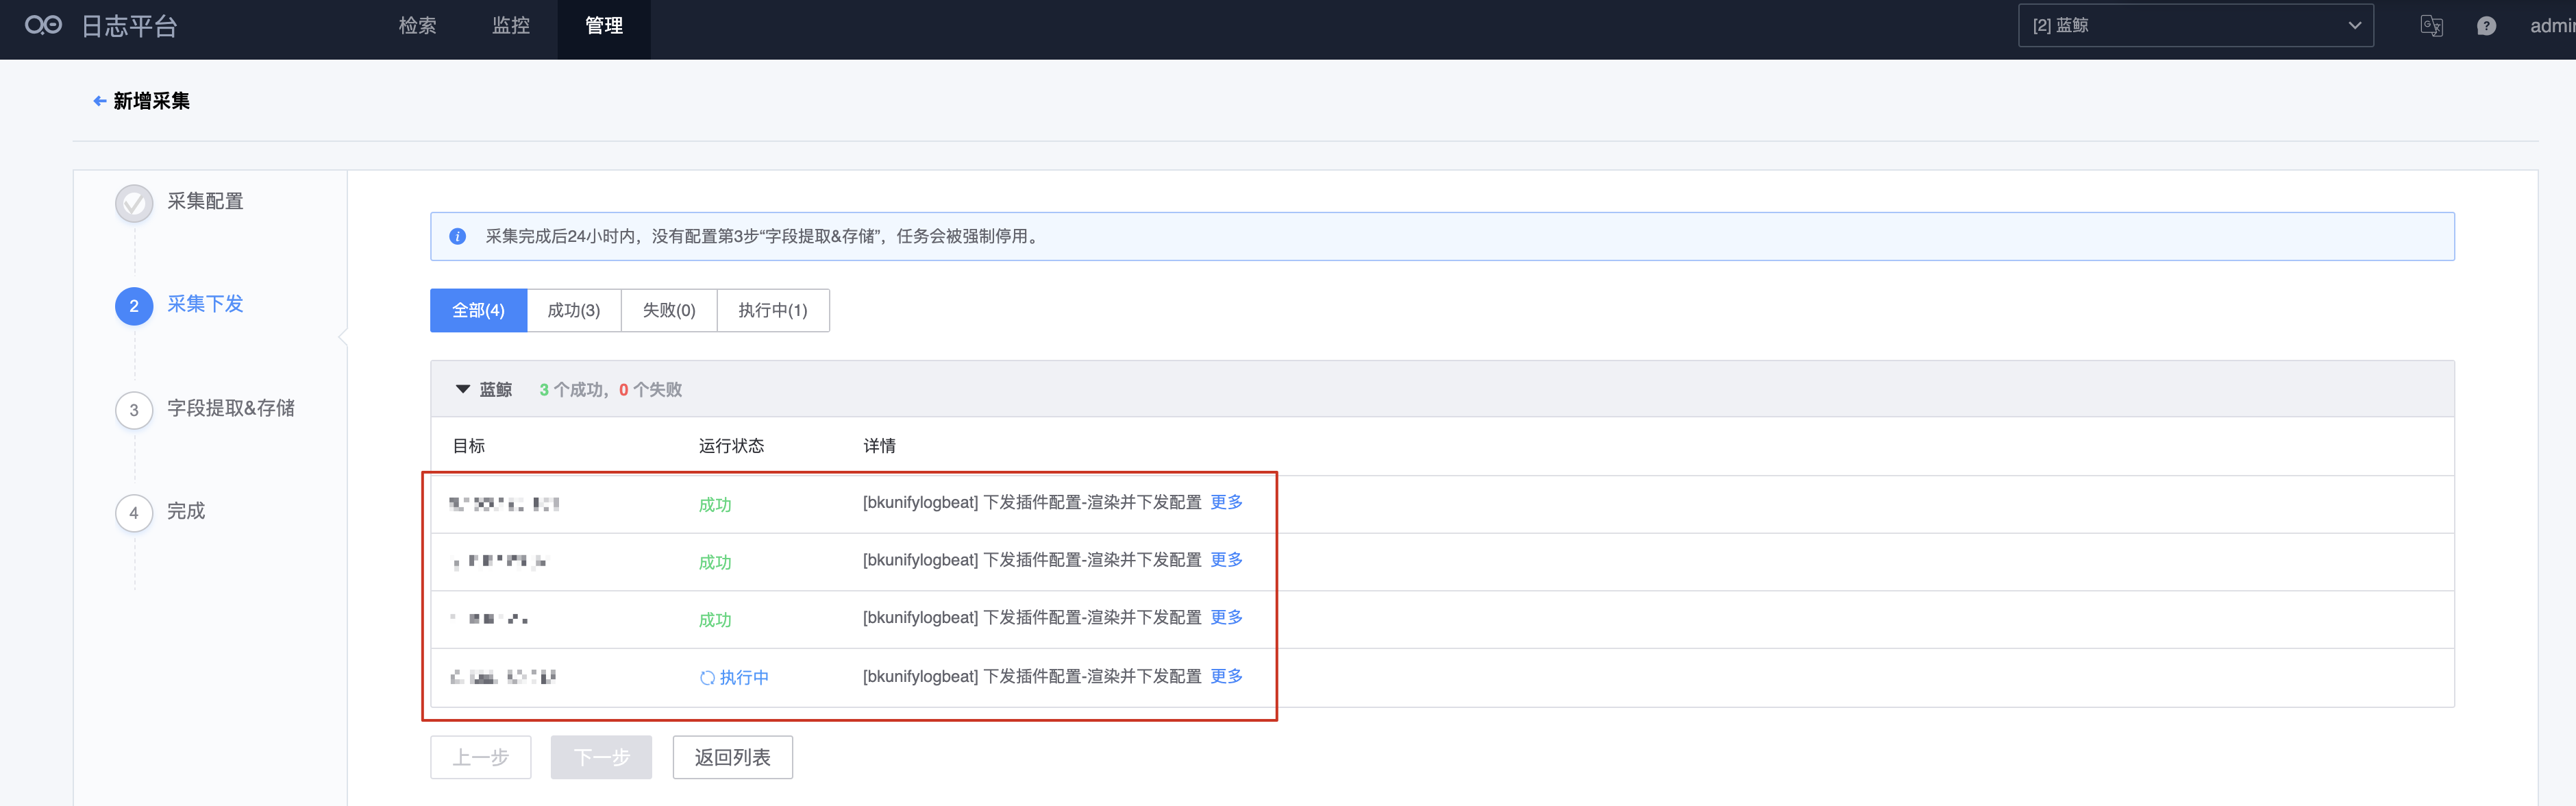 日志平台
检索
监控
管理
[2] 蓝鲸
新增采集
采集配置
2 采集下发
3 字段提取&存储
4 完成
采集完成后24小时内，没有配置第3步“字段提取&存储”，任务会被强制停用。
全部(4)
成功(3)
失败(0)
执行中(1)
蓝鲸 3 个成功，0 个失败
目标 运行状态 详情
成功 [bkunifylogbeat] 下发插件配置-渲染并下发配置 更多
成功 [bkunifylogbeat] 下发插件配置-渲染并下发配置 更多
成功 [bkunifylogbeat] 下发插件配置-渲染并下发配置 更多
执行中 [bkunifylogbeat] 下发插件配置-渲染并下发配置 更多
上一步
下一步
返回列表